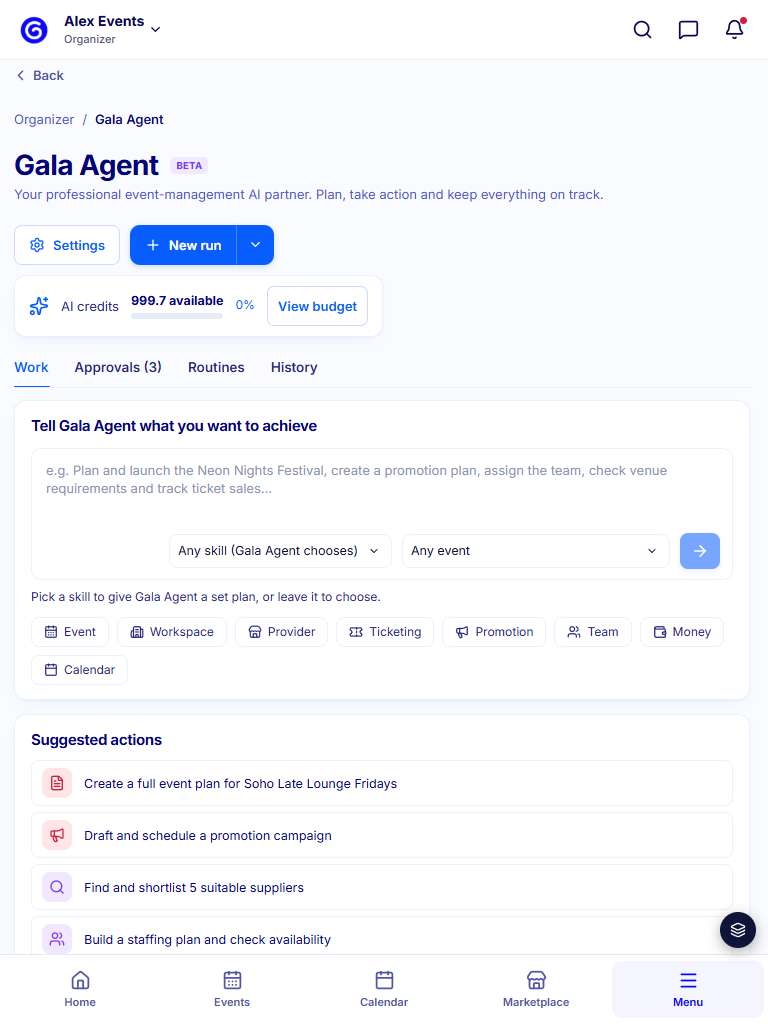 Alex Events
Organizer
Back
Organizer / Gala Agent
Gala Agent BETA
Your professional event-management AI partner. Plan, take action and keep everything on track.
Settings
New run
AI credits 999.7 available 0% View budget
Work Approvals (3) Routines History
Tell Gala Agent what you want to achieve
e.g. Plan and launch the Neon Nights Festival, create a promotion plan, assign the team, check venue
requirements and track ticket sales...
Any skill (Gala Agent chooses) Any event
Pick a skill to give Gala Agent a set plan, or leave it to choose.
Event Workspace Provider Ticketing Promotion Team Money
Calendar
Suggested actions
Create a full event plan for Soho Late Lounge Fridays
Draft and schedule a promotion campaign
Find and shortlist 5 suitable suppliers
Build a staffing plan and check availability
Home Events Calendar Marketplace Menu